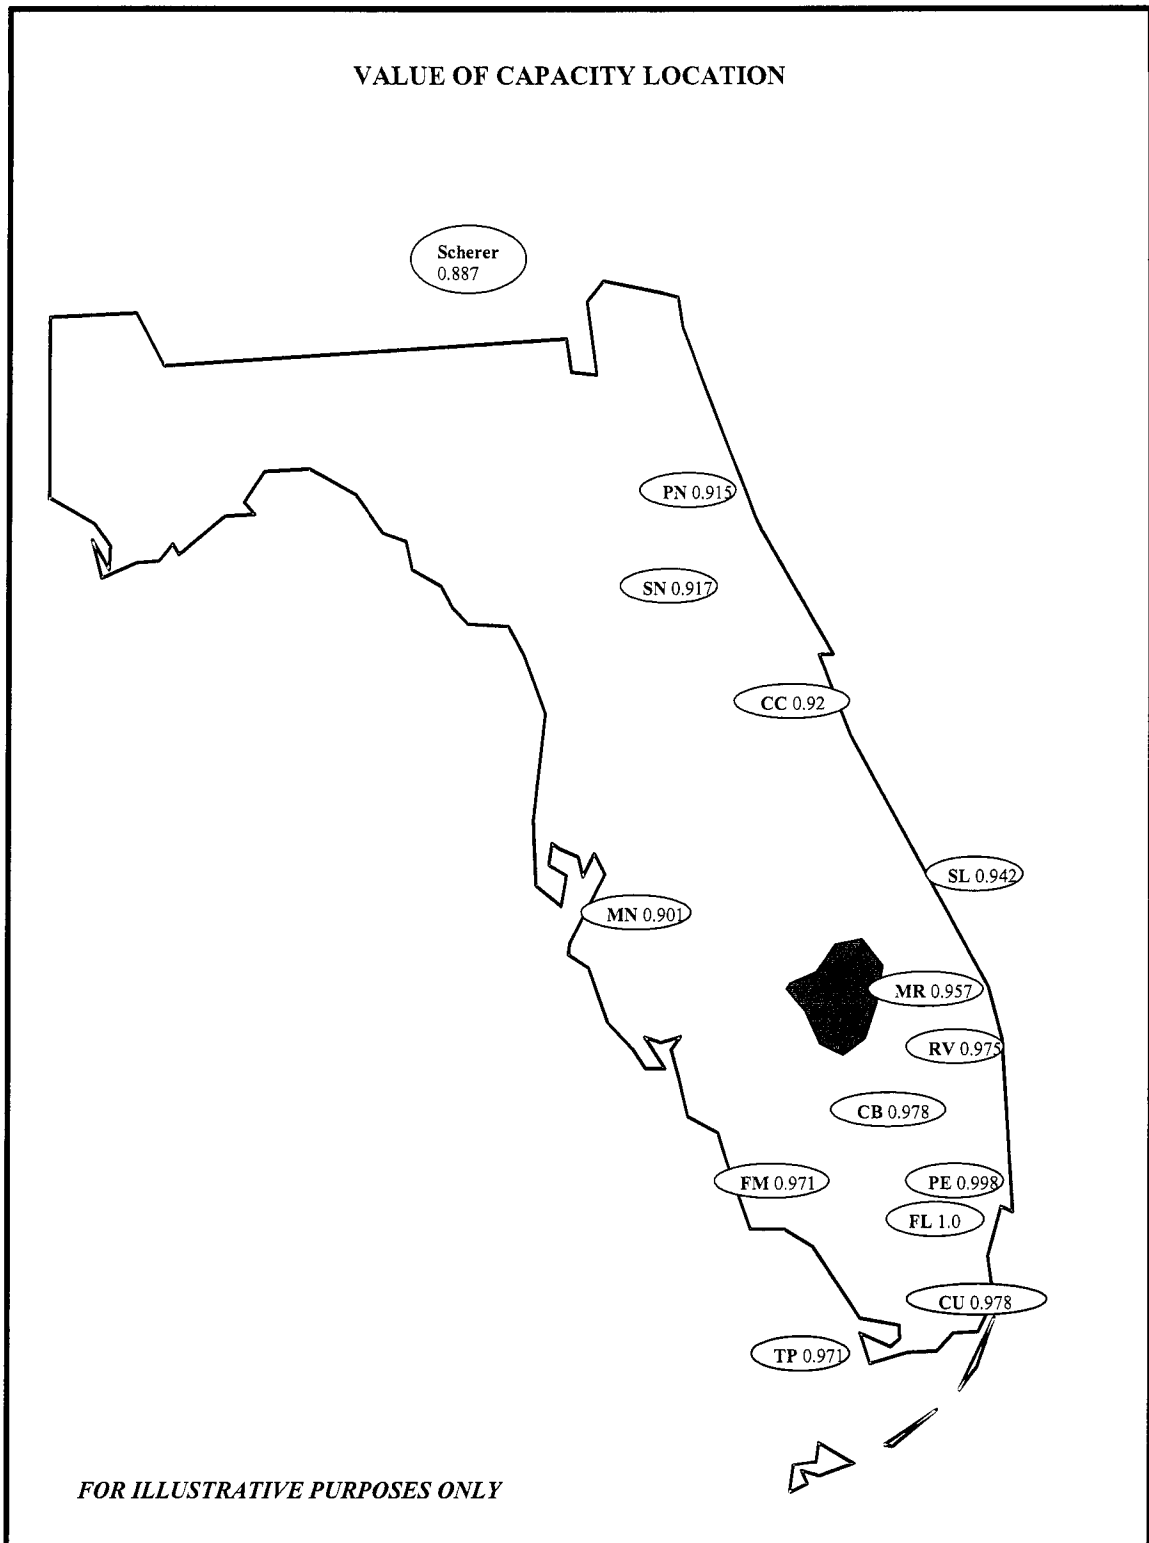 VALUE OF CAPACITY LOCATION
Scherer
0.887
PN 0.915
SN 0.917
CC 0.92
SL 0.942
MN 0.901
MR 0.957
RV 0.975
CB 0.978
FM 0.971
PE 0.998
FL 1.0
CU 0.978
TP 0.971
FOR ILLUSTRATIVE PURPOSES ONLY